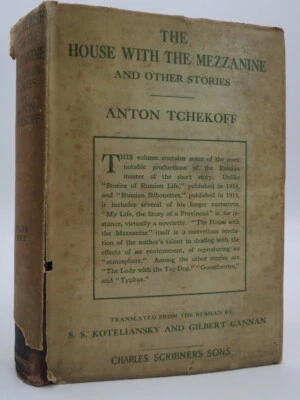 THE
HOUSE WITH THE MEZZANINE
AND OTHER STORIES
ANTON TCHEKOFF
THIS volume contains some of the most
notable productions of the Russian
master of the short story. Unlike
"Stories of Russian Life," published in 1914,
and "Russian Silhouettes," published in 1915,
it includes several of his longer narratives,
"My Life, the Story of a Provincial" is, for in-
stance, virtually a novelette. "The House with
the Mezzanine" itself is a marvellous revela-
tion of the author's talent in dealing with the
effects of an environment, of reproducing an
"atmosphere." Among the other stories are
"The Lady with the Toy Dog," "Gooseberries,"
and "Typhus."
TRANSLATED FROM THE RUSSIAN BY
S. S. KOTELIANSKY AND GILBERT CANNAN
CHARLES SCRIBNER'S SONS